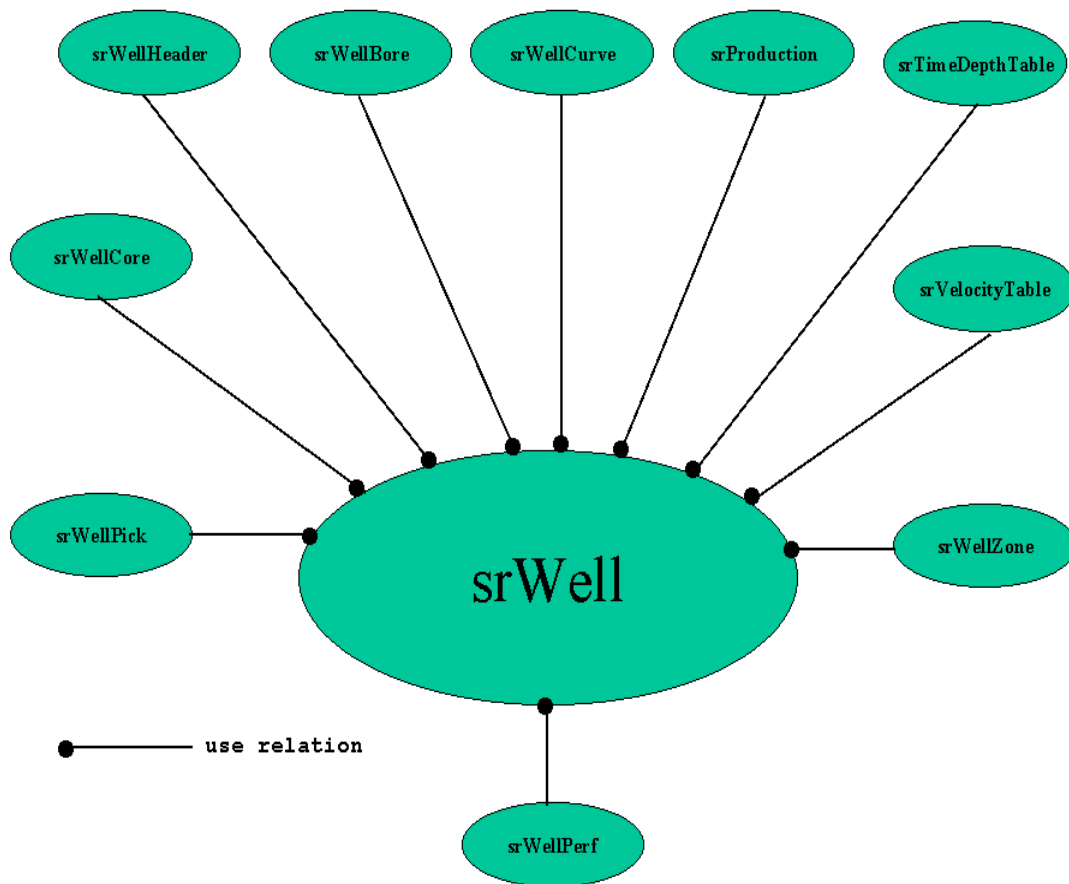 srWellHeader
srWellBore
srWellCurve
srProduction
srTimeDepthTable
srWellCore
srVelocityTable
srWellPick
srWellZone
srWell
use relation
srWellPerf